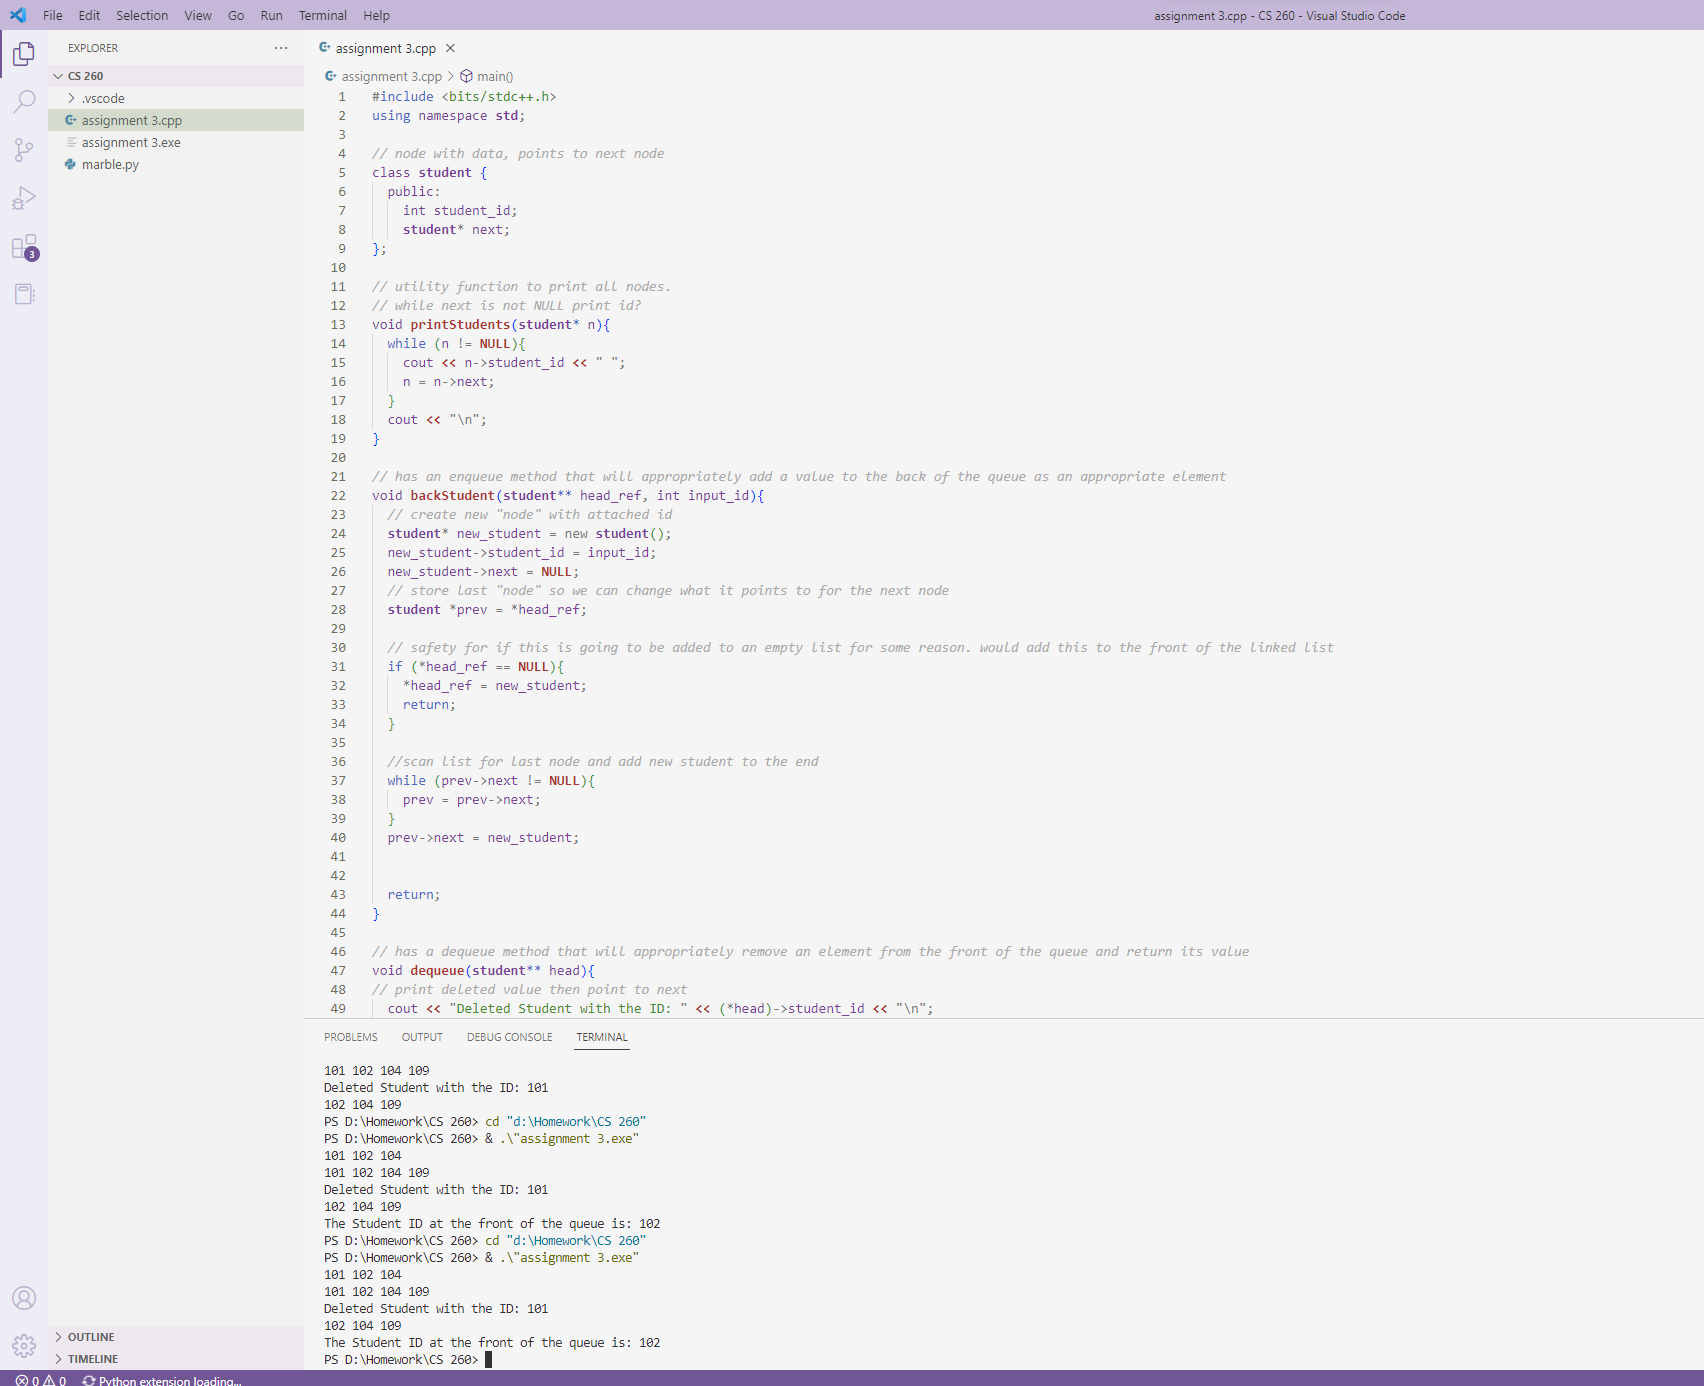 File Edit Selection View Go Run Terminal Help
assignment 3.cpp - CS 260 - Visual Studio Code
EXPLORER ···
CS 260
.vscode
assignment 3.cpp
assignment 3.exe
marble.py
3
OUTLINE
TIMELINE
assignment 3.cpp
assignment 3.cpp > main()
1 #include <bits/stdc++.h>
2 using namespace std;
3
4 // node with data, points to next node
5 class student {
6 public:
7 int student_id;
8 student* next;
9 };
10
11 // utility function to print all nodes.
12 // while next is not NULL print id?
13 void printStudents(student* n){
14 while (n != NULL){
15 cout << n->student_id << " ";
16 n = n->next;
17 }
18 cout << "\n";
19 }
20
21 // has an enqueue method that will appropriately add a value to the back of the queue as an appropriate element
22 void backStudent(student** head_ref, int input_id){
23 // create new "node" with attached id
24 student* new_student = new student();
25 new_student->student_id = input_id;
26 new_student->next = NULL;
27 // store last "node" so we can change what it points to for the next node
28 student *prev = *head_ref;
29
30 // safety for if this is going to be added to an empty list for some reason. would add this to the front of the linked list
31 if (*head_ref == NULL){
32 *head_ref = new_student;
33 return;
34 }
35
36 //scan list for last node and add new student to the end
37 while (prev->next != NULL){
38 prev = prev->next;
39 }
40 prev->next = new_student;
41
42
43 return;
44 }
45
46 // has a dequeue method that will appropriately remove an element from the front of the queue and return its value
47 void dequeue(student** head){
48 // print deleted value then point to next
49 cout << "Deleted Student with the ID: " << (*head)->student_id << "\n";
PROBLEMS OUTPUT DEBUG CONSOLE TERMINAL
101 102 104 109
Deleted Student with the ID: 101
102 104 109
PS D:\Homework\CS 260> cd "d:\Homework\CS 260"
PS D:\Homework\CS 260> & .\"assignment 3.exe"
101 102 104
101 102 104 109
Deleted Student with the ID: 101
102 104 109
The Student ID at the front of the queue is: 102
PS D:\Homework\CS 260> cd "d:\Homework\CS 260"
PS D:\Homework\CS 260> & .\"assignment 3.exe"
101 102 104
101 102 104 109
Deleted Student with the ID: 101
102 104 109
The Student ID at the front of the queue is: 102
PS D:\Homework\CS 260>
0 0 Python extension loading...